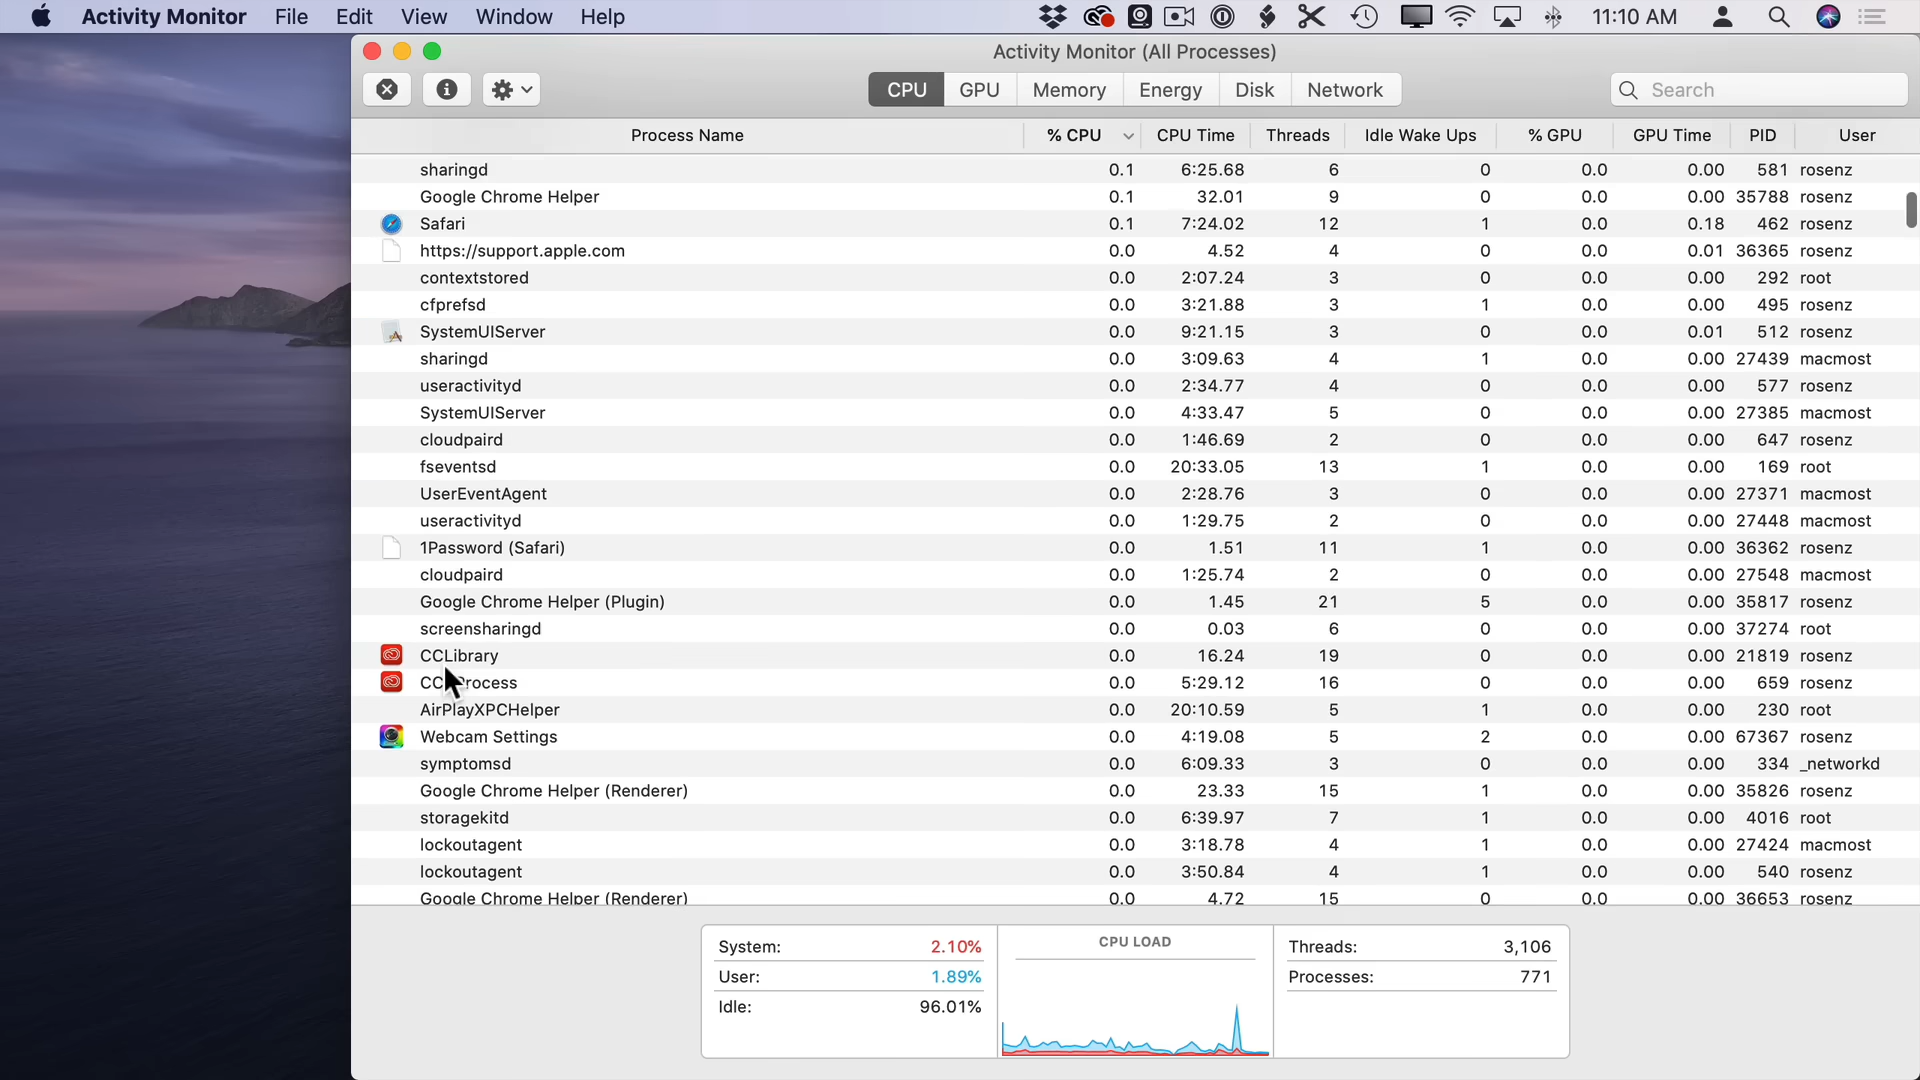 Activity Monitor File Edit View Window Help 11:10 AM
Activity Monitor (All Processes)
CPU GPU Memory Energy Disk Network Search
Process Name % CPU CPU Time Threads Idle Wake Ups % GPU GPU Time PID User
sharingd 0.1 6:25.68 6 0 0.0 0.00 581 rosenz
Google Chrome Helper 0.1 32.01 9 0 0.0 0.00 35788 rosenz
Safari 0.1 7:24.02 12 1 0.0 0.18 462 rosenz
https://support.apple.com 0.0 4.52 4 0 0.0 0.01 36365 rosenz
contextstored 0.0 2:07.24 3 0 0.0 0.00 292 root
cfprefsd 0.0 3:21.88 3 1 0.0 0.00 495 rosenz
SystemUIServer 0.0 9:21.15 3 0 0.0 0.01 512 rosenz
sharingd 0.0 3:09.63 4 1 0.0 0.00 27439 macmost
useractivityd 0.0 2:34.77 4 0 0.0 0.00 577 rosenz
SystemUIServer 0.0 4:33.47 5 0 0.0 0.00 27385 macmost
cloudpaird 0.0 1:46.69 2 0 0.0 0.00 647 rosenz
fseventsd 0.0 20:33.05 13 1 0.0 0.00 169 root
UserEventAgent 0.0 2:28.76 3 0 0.0 0.00 27371 macmost
useractivityd 0.0 1:29.75 2 0 0.0 0.00 27448 macmost
1Password (Safari) 0.0 1.51 11 1 0.0 0.00 36362 rosenz
cloudpaird 0.0 1:25.74 2 0 0.0 0.00 27548 macmost
Google Chrome Helper (Plugin) 0.0 1.45 21 5 0.0 0.00 35817 rosenz
screensharingd 0.0 0.03 6 0 0.0 0.00 37274 root
CCLibrary 0.0 16.24 19 0 0.0 0.00 21819 rosenz
CC rocess 0.0 5:29.12 16 0 0.0 0.00 659 rosenz
AirPlayXPCHelper 0.0 20:10.59 5 1 0.0 0.00 230 root
Webcam Settings 0.0 4:19.08 5 2 0.0 0.00 67367 rosenz
symptomsd 0.0 6:09.33 3 0 0.0 0.00 334 _networkd
Google Chrome Helper (Renderer) 0.0 23.33 15 1 0.0 0.00 35826 rosenz
storagekitd 0.0 6:39.97 7 1 0.0 0.00 4016 root
lockoutagent 0.0 3:18.78 4 1 0.0 0.00 27424 macmost
lockoutagent 0.0 3:50.84 4 1 0.0 0.00 540 rosenz
Google Chrome Helper (Renderer) 0.0 4.72 15 0 0.0 0.00 36653 rosenz
System: 2.10% CPU LOAD Threads: 3,106
User: 1.89% Processes: 771
Idle: 96.01%